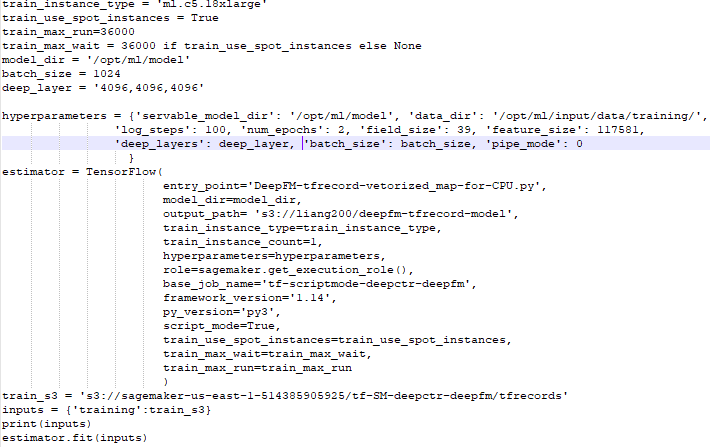 train_instance_type = 'ml.c5.18xlarge'
train_use_spot_instances = True
train_max_run=36000
train_max_wait = 36000 if train_use_spot_instances else None
model_dir = '/opt/ml/model'
batch_size = 1024
deep_layer = '4096,4096,4096'
hyperparameters = {'servable_model_dir': '/opt/ml/model', 'data_dir': '/opt/ml/input/data/training/',
'log_steps': 100, 'num_epochs': 2, 'field_size': 39, 'feature_size': 117581,
'deep_layers': deep_layer, 'batch_size': batch_size, 'pipe_mode': 0
}
estimator = TensorFlow(
entry_point='DeepFM-tfrecord-vetorized_map-for-CPU.py',
model_dir=model_dir,
output_path= 's3://liang200/deepfm-tfrecord-model',
train_instance_type=train_instance_type,
train_instance_count=1,
hyperparameters=hyperparameters,
role=sagemaker.get_execution_role(),
base_job_name='tf-scriptmode-deepctr-deepfm',
framework_version='1.14',
py_version='py3',
script_mode=True,
train_use_spot_instances=train_use_spot_instances,
train_max_wait=train_max_wait,
train_max_run=train_max_run
)
train_s3 = 's3://sagemaker-us-east-1-514385905925/tf-SM-deepctr-deepfm/tfrecords'
inputs = {'training':train_s3}
print(inputs)
estimator.fit(inputs)